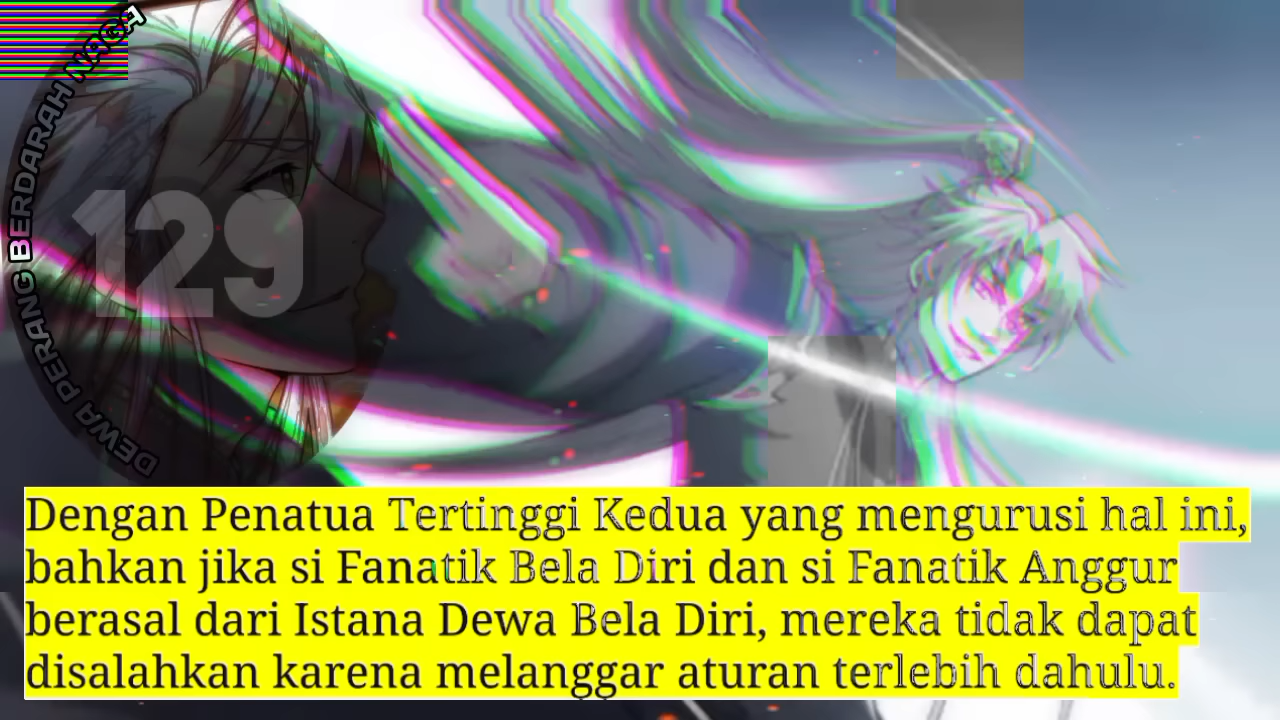 DEWA PERANG BERDARAH NAGA
129
Dengan Penatua Tertinggi Kedua yang mengurusi hal ini,
bahkan jika si Fanatik Bela Diri dan si Fanatik Anggur
berasal dari Istana Dewa Bela Diri, mereka tidak dapat
disalahkan karena melanggar aturan terlebih dahulu.